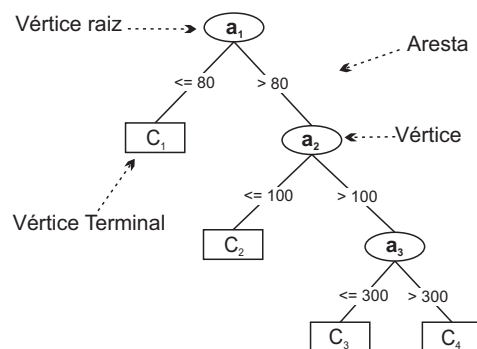 Vértice raiz
a₁
Aresta
<= 80
> 80
C₁
a₂
Vértice
<= 100
> 100
Vértice Terminal
C₂
a₃
<= 300
> 300
C₃
C₄